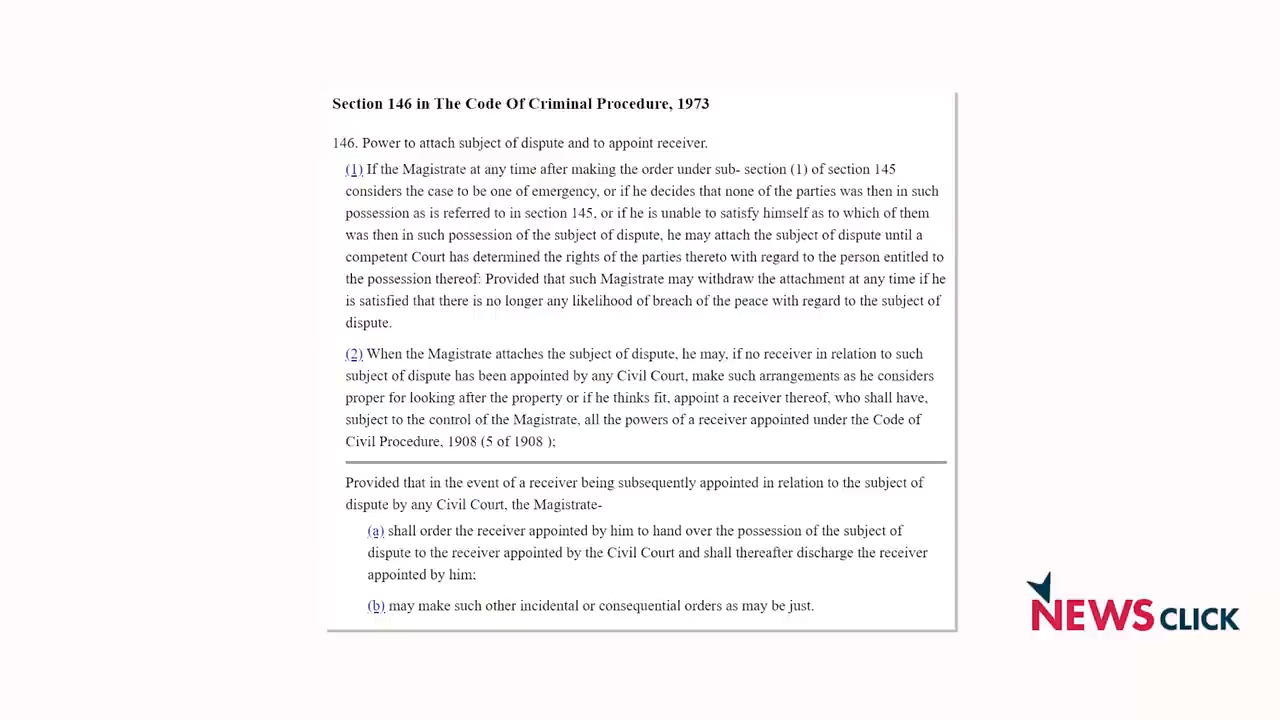 Section 146 in The Code Of Criminal Procedure, 1973
146. Power to attach subject of dispute and to appoint receiver.
(1) If the Magistrate at any time after making the order under sub- section (1) of section 145
considers the case to be one of emergency, or if he decides that none of the parties was then in such
possession as is referred to in section 145, or if he is unable to satisfy himself as to which of them
was then in such possession of the subject of dispute, he may attach the subject of dispute until a
competent Court has determined the rights of the parties thereto with regard to the person entitled to
the possession thereof: Provided that such Magistrate may withdraw the attachment at any time if he
is satisfied that there is no longer any likelihood of breach of the peace with regard to the subject of
dispute.
(2) When the Magistrate attaches the subject of dispute, he may, if no receiver in relation to such
subject of dispute has been appointed by any Civil Court, make such arrangements as he considers
proper for looking after the property or if he thinks fit, appoint a receiver thereof, who shall have,
subject to the control of the Magistrate, all the powers of a receiver appointed under the Code of
Civil Procedure, 1908 (5 of 1908 );
Provided that in the event of a receiver being subsequently appointed in relation to the subject of
dispute by any Civil Court, the Magistrate-
(a) shall order the receiver appointed by him to hand over the possession of the subject of
dispute to the receiver appointed by the Civil Court and shall thereafter discharge the receiver
appointed by him;
(b) may make such other incidental or consequential orders as may be just.
NEWS CLICK